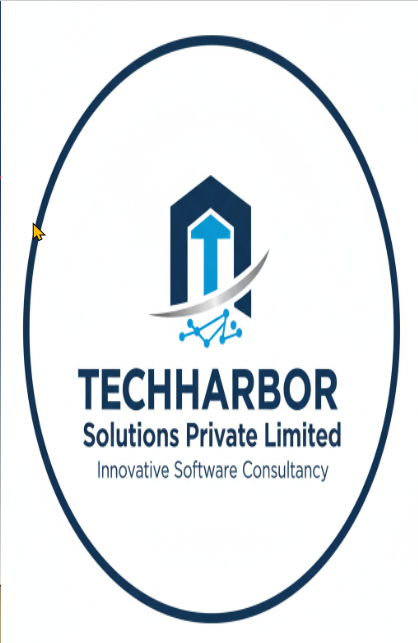 TECHHARBOR
Solutions Private Limited
Innovative Software Consultancy